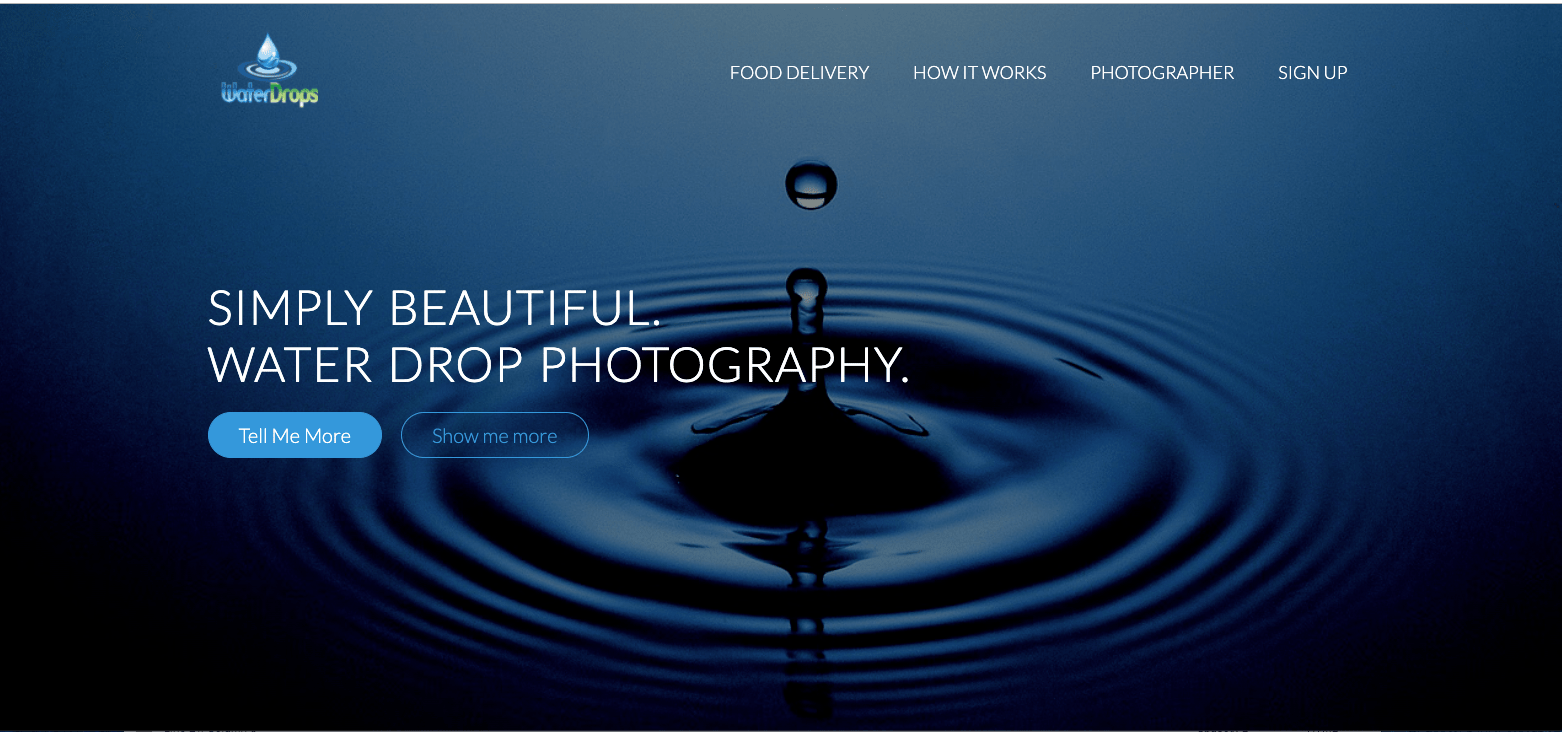 WaterDrops
FOOD DELIVERY HOW IT WORKS PHOTOGRAPHER SIGN UP
SIMPLY BEAUTIFUL.
WATER DROP PHOTOGRAPHY.
Tell Me More Show me more